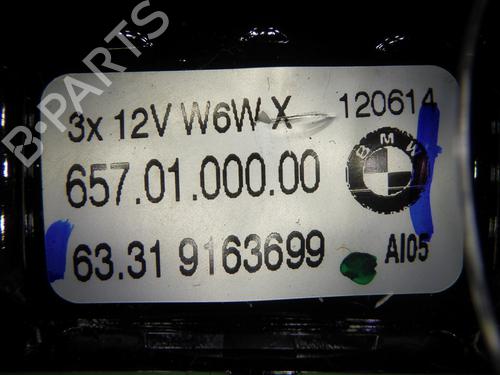 B-PARTS
3x 12V W6W X 120614
BMW
657.01.000.00
63.31 9163699 AI05